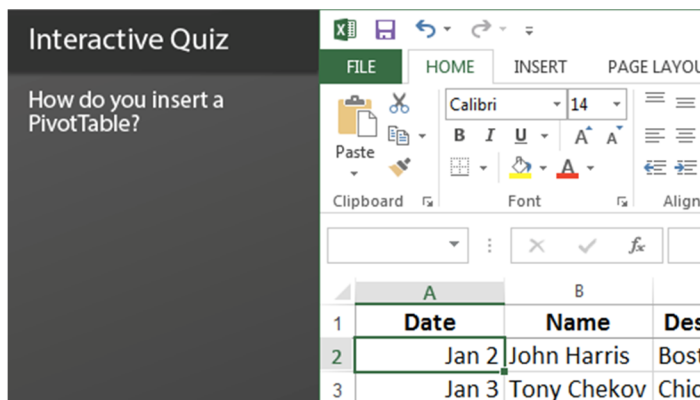 Interactive Quiz
How do you insert a
PivotTable?
FILE HOME INSERT PAGE LAYOU
Calibri 14
B I U A A
Paste A
Clipboard Font Align
fx
A B
1 Date Name Des
2 Jan 2 John Harris Bost
3 Jan 3 Tony Chekov Chic